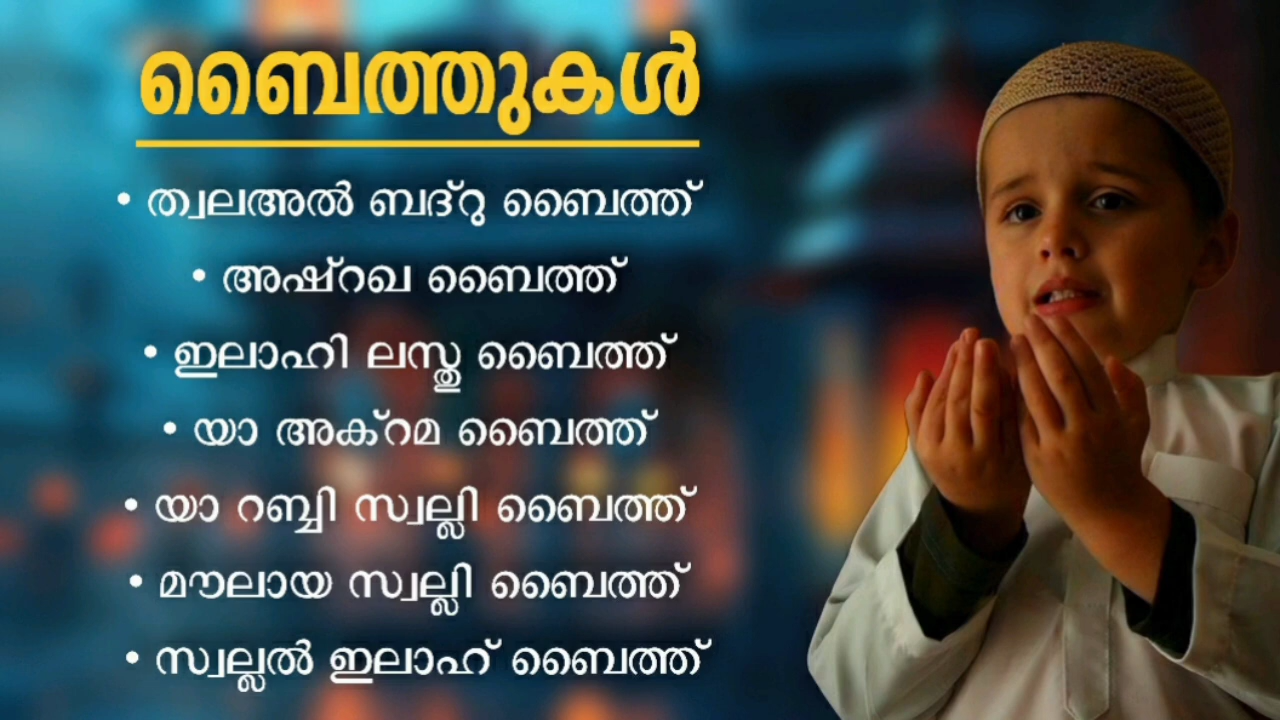 ബൈത്തുകൾ
• ത്വലഅൽ ബദ്റു ബൈത്ത്
• അഷ്റഖ ബൈത്ത്
• ഇലാഹി ലസ്തു ബൈത്ത്
• യാ അക്റമ ബൈത്ത്
• യാ റബ്ബി സ്വല്ലി ബൈത്ത്
• മൗലായ സ്വല്ലി ബൈത്ത്
• സ്വല്ലൽ ഇലാഹ് ബൈത്ത്